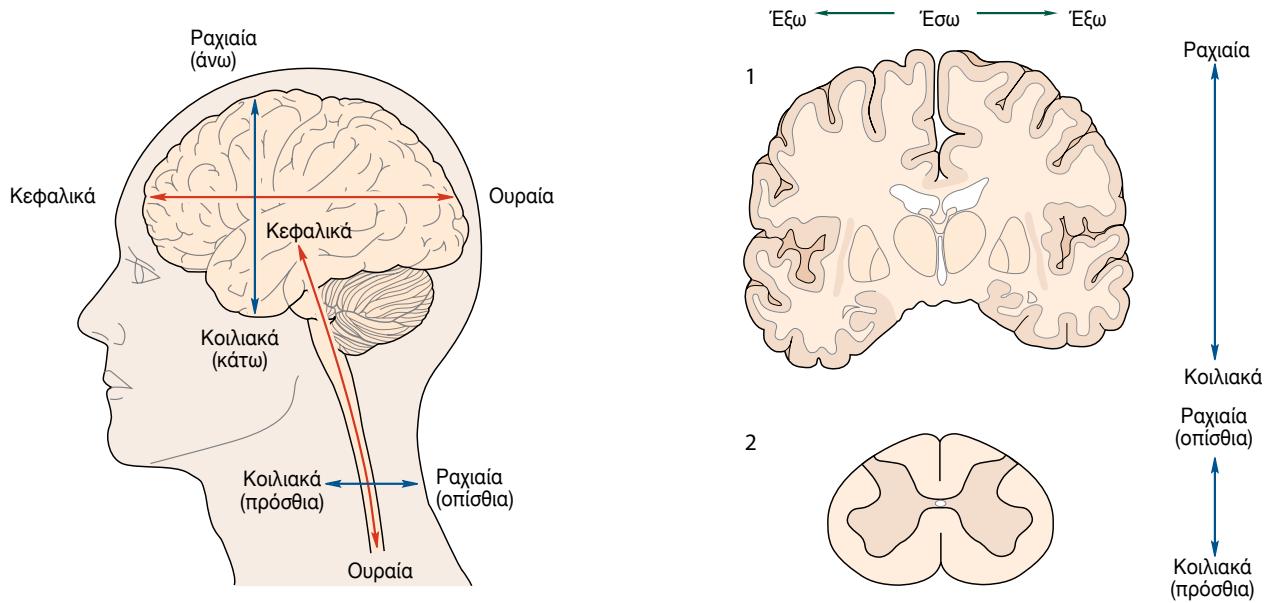 Ραχιαία
(άνω)
Κεφαλικά
Ουραία
Κεφαλικά
Κοιλιακά
(κάτω)
Κοιλιακά
(πρόσθια)
Ραχιαία
(οπίσθια)
Ουραία
Έξω Έσω Έξω
1
Ραχιαία
Κοιλιακά
2
Ραχιαία
(οπίσθια)
Κοιλιακά
(πρόσθια)